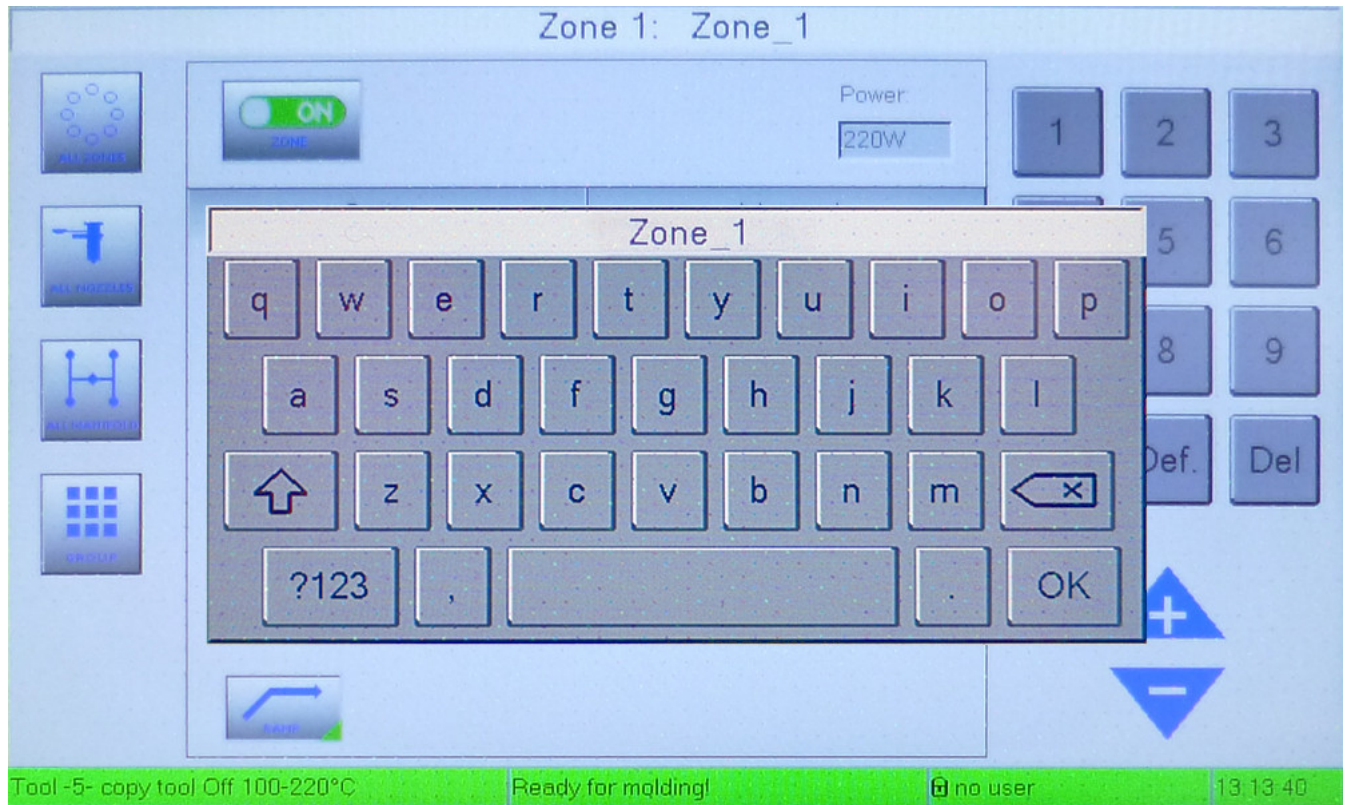 Zone 1: Zone_1
ALL ZONES
ON
ZONE
Power:
220W
1 2 3
ALL NOZZLES
Zone_1
5 6
q w e r t y u i o p
8 9
a s d f g h j k l
ALL MANIFOLD
z x c v b n m
Def. Del
GROUP
?123 , . OK
+
RAMP
−
Tool -5- copy tool Off 100-220°C Ready for molding! no user 13:13:40